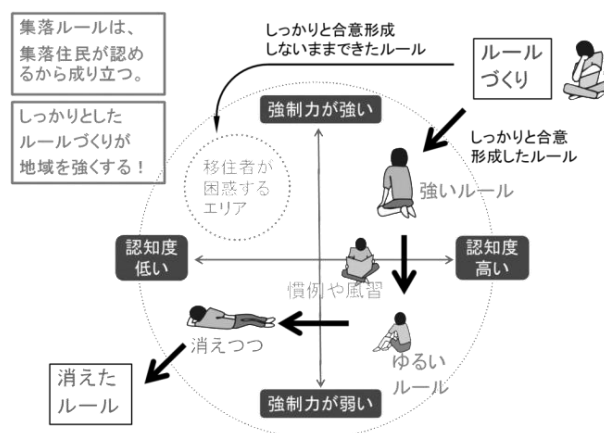 集落ルールは、
集落住民が認め
るから成り立つ。
しっかりとした
ルールづくりが
地域を強くする！
しっかりと合意形成
しないままできたルール
ルール
づくり
強制力が強い
しっかりと合意
形成したルール
移住者が
困惑する
エリア
強いルール
認知度
低い
認知度
高い
慣例や風習
消えつつ
ゆるい
ルール
消えた
ルール
強制力が弱い